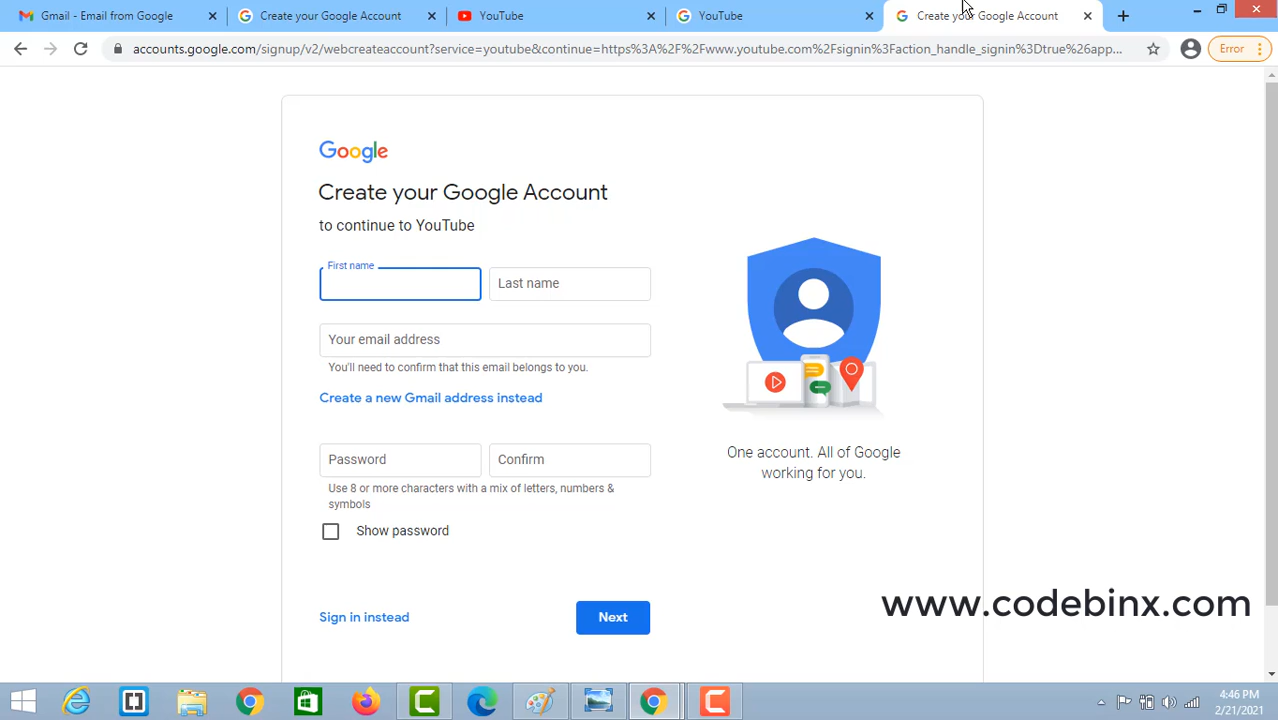 Gmail - Email from Google
Create your Google Account
YouTube
YouTube
Create your Google Account
accounts.google.com/signup/v2/webcreateaccount?service=youtube&continue=https%3A%2F%2Fwww.youtube.com%2Fsignin%3Faction_handle_signin%3Dtrue%26app...
Error
Google
Create your Google Account
to continue to YouTube
First name
Last name
Your email address
You'll need to confirm that this email belongs to you.
Create a new Gmail address instead
Password
Confirm
Use 8 or more characters with a mix of letters, numbers &
symbols
Show password
Sign in instead
Next
One account. All of Google
working for you.
www.codebinx.com
4:46 PM
2/21/2021